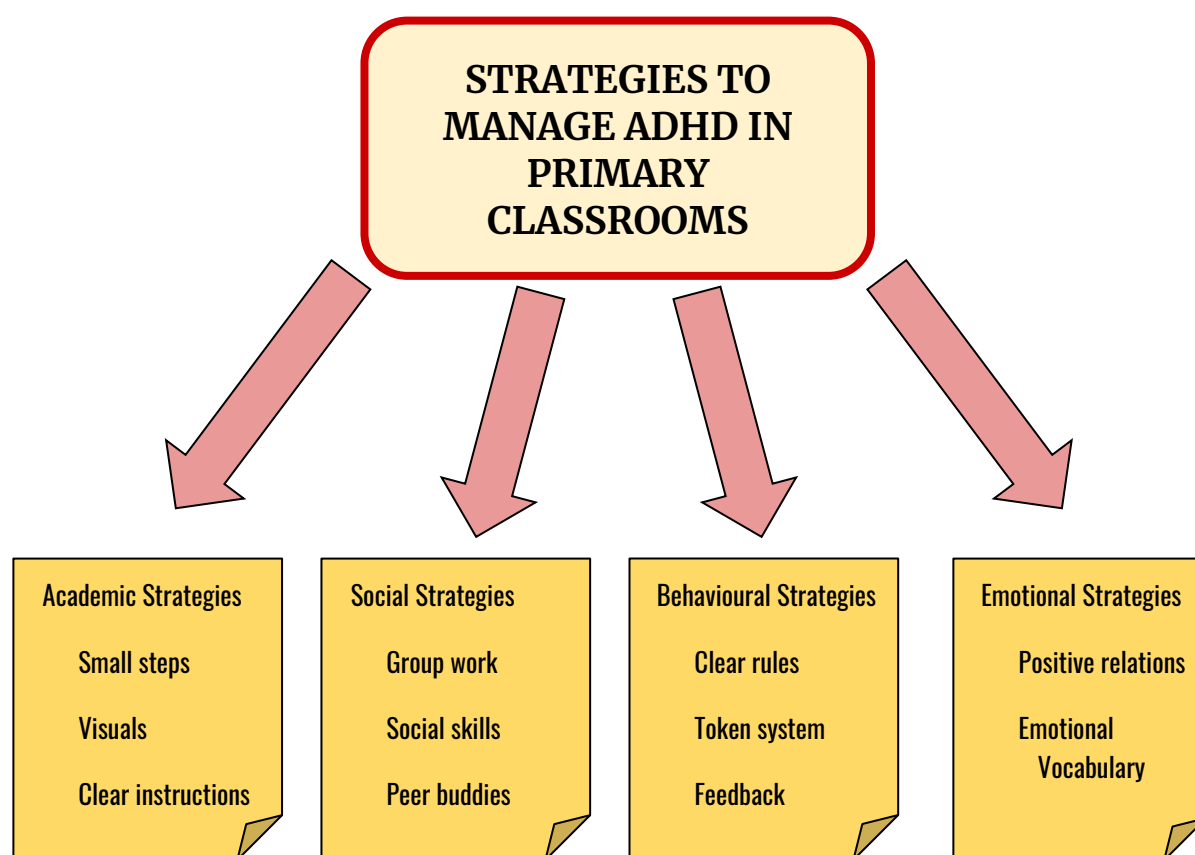 STRATEGIES TO
MANAGE ADHD IN
PRIMARY
CLASSROOMS
Academic Strategies
Small steps
Visuals
Clear instructions
Social Strategies
Group work
Social skills
Peer buddies
Behavioural Strategies
Clear rules
Token system
Feedback
Emotional Strategies
Positive relations
Emotional
Vocabulary